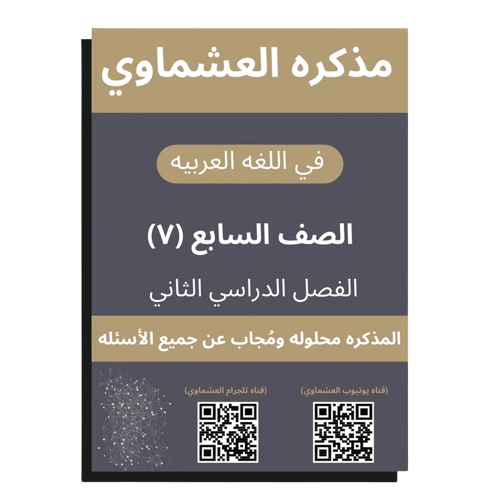 مذكره العشماوي
في اللغه العربيه
الصف السابع (٧)
الفصل الدراسي الثاني
المذكره محلوله ومُجاب عن جميع الأسئله
(قناه يوتيوب العشماوي)
(قناه تلجرام العشماوي)